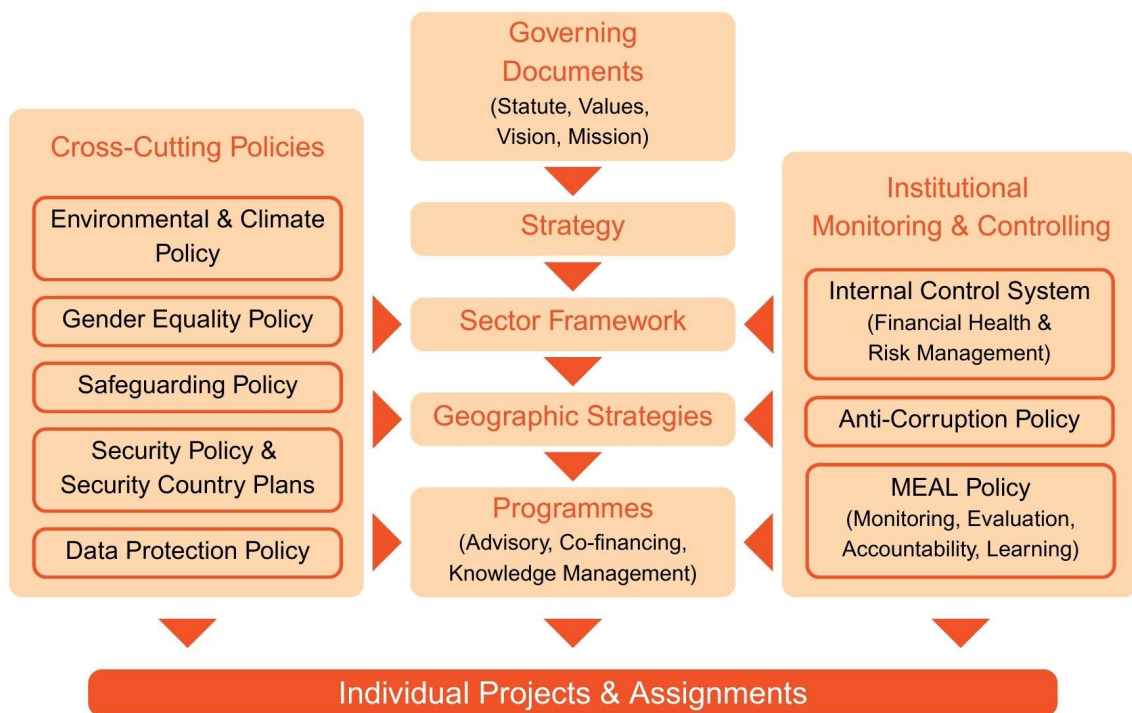 Governing
Documents
(Statute, Values,
Vision, Mission)
Strategy
Sector Framework
Geographic Strategies
Programmes
(Advisory, Co-financing,
Knowledge Management)
Cross-Cutting Policies
Environmental & Climate
Policy
Gender Equality Policy
Safeguarding Policy
Security Policy &
Security Country Plans
Data Protection Policy
Institutional
Monitoring & Controlling
Internal Control System
(Financial Health &
Risk Management)
Anti-Corruption Policy
MEAL Policy
(Monitoring, Evaluation,
Accountability, Learning)
Individual Projects & Assignments